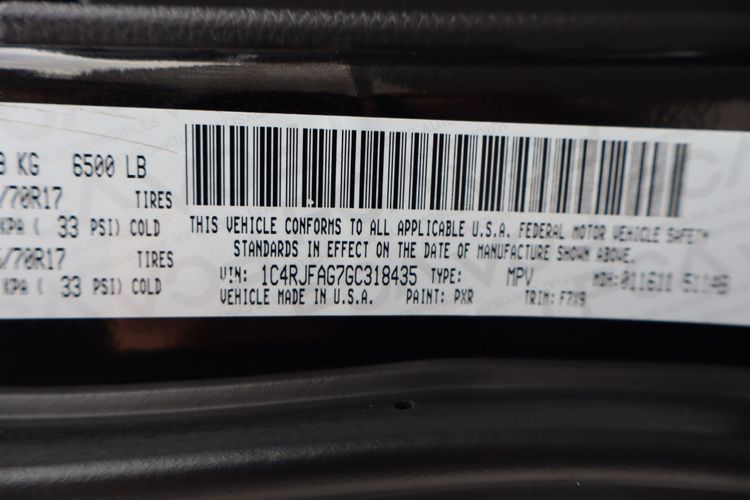 KG 6500 LB
/70R17 TIRES
KPA ( 33 PSI) COLD
/70R17 TIRES
KPA ( 33 PSI) COLD
THIS VEHICLE CONFORMS TO ALL APPLICABLE U.S.A. FEDERAL MOTOR VEHICLE SAFETY
STANDARDS IN EFFECT ON THE DATE OF MANUFACTURE SHOWN ABOVE.
VIN: 1C4RJFAG7GC318435 TYPE: MPV MDH: 011611
VEHICLE MADE IN U.S.A. PAINT: PXR TRIM: F7X9